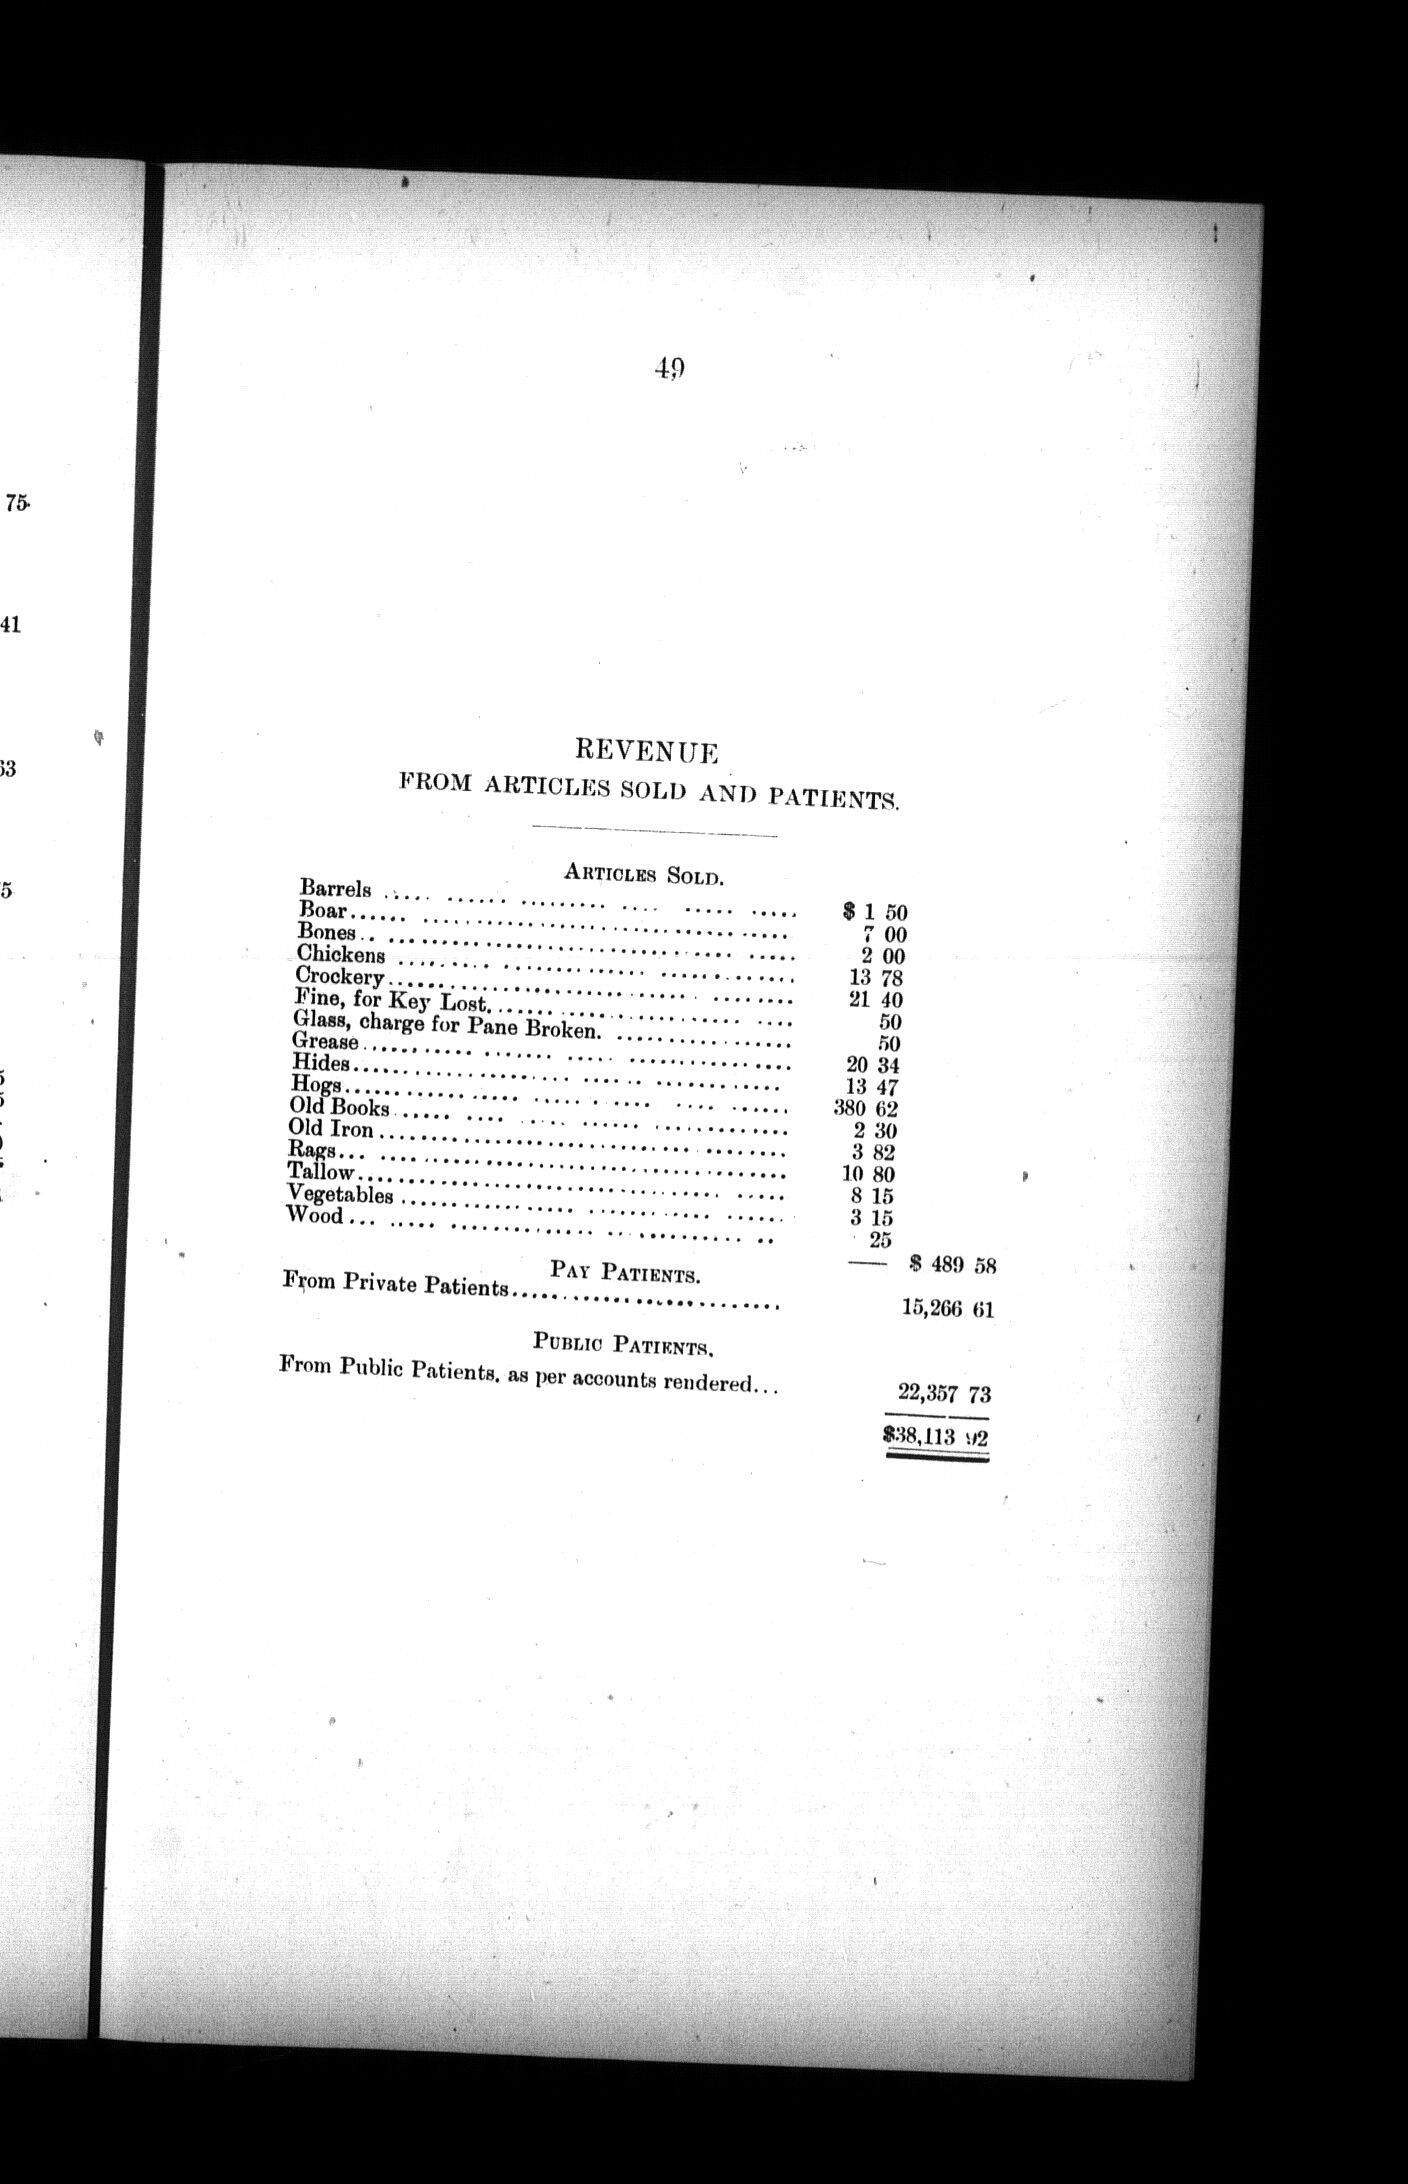 49
REVENUE
FROM ARTICLES SOLD AND PATIENTS.
ARTICLES SOLD.
Barrels ..... $ 1 50
Boar..... 7 00
Bones..... 2 00
Chickens ..... 13 78
Crockery..... 21 40
Fine, for Key Lost..... 50
Glass, charge for Pane Broken. ..... 50
Grease..... 20 34
Hides..... 13 47
Hogs..... 380 62
Old Books..... 2 30
Old Iron..... 3 82
Rags..... 10 80
Tallow..... 8 15
Vegetables ..... 3 15
Wood..... 25
$ 489 58
PAY PATIENTS.
From Private Patients..... 15,266 61
PUBLIC PATIENTS.
From Public Patients, as per accounts rendered... 22,357 73
$38,113 92
75
41